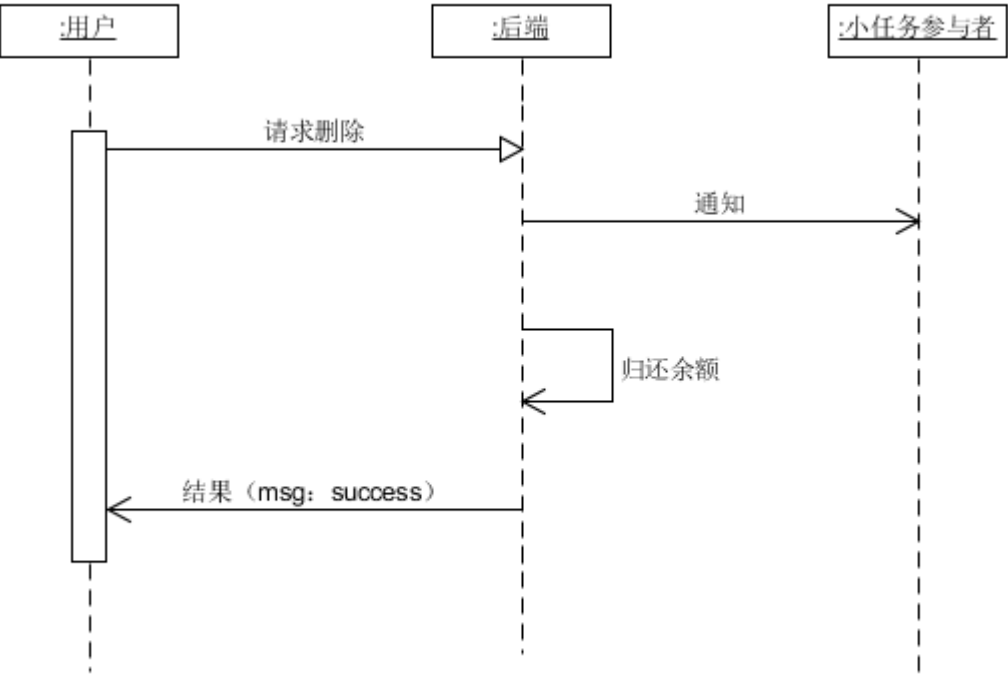 :用户
:后端
:小任务参与者
请求删除
通知
归还余额
结果（msg：success）